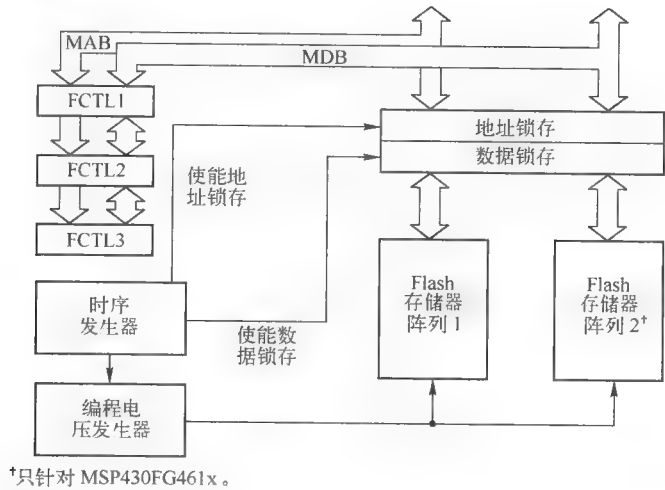 MAB
MDB
FCTL1
地址锁存
数据锁存
FCTL2
使能地
址锁存
FCTL3
Flash
存储器
阵列 1
Flash
存储器
阵列 2†
时序
发生器
使能数
据锁存
编程电
压发生器
†只针对 MSP430FG461x。